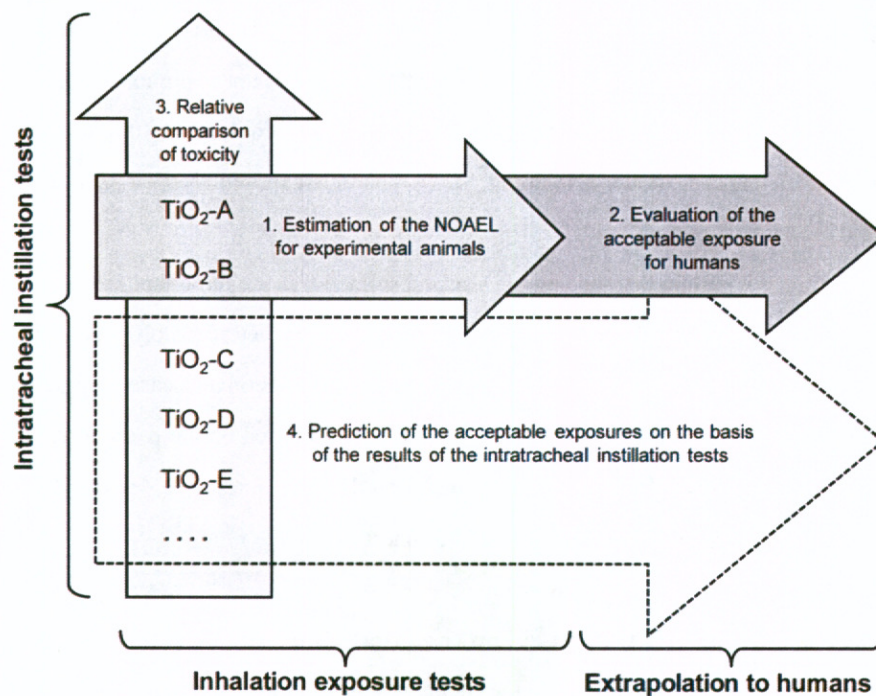 Intratracheal instillation tests
3. Relative
comparison
of toxicity
TiO₂-A
TiO₂-B
1. Estimation of the NOAEL
for experimental animals
2. Evaluation of the
acceptable exposure
for humans
TiO₂-C
TiO₂-D
TiO₂-E
....
4. Prediction of the acceptable exposures on the basis
of the results of the intratracheal instillation tests
Inhalation exposure tests
Extrapolation to humans